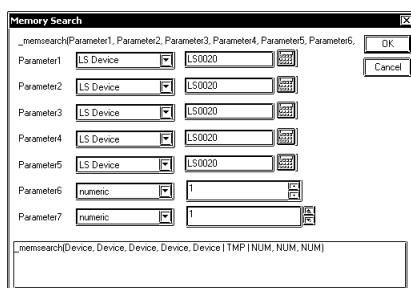 Memory Search
_memsearch(Parameter1, Parameter2, Parameter3, Parameter4, Parameter5, Parameter6,
OK
Parameter1 LS Device LS0020
Cancel
Parameter2 LS Device LS0020
Parameter3 LS Device LS0020
Parameter4 LS Device LS0020
Parameter5 LS Device LS0020
Parameter6 numeric 1
Parameter7 numeric 1
_memsearch(Device, Device, Device, Device, Device | TMP | NUM, NUM, NUM)